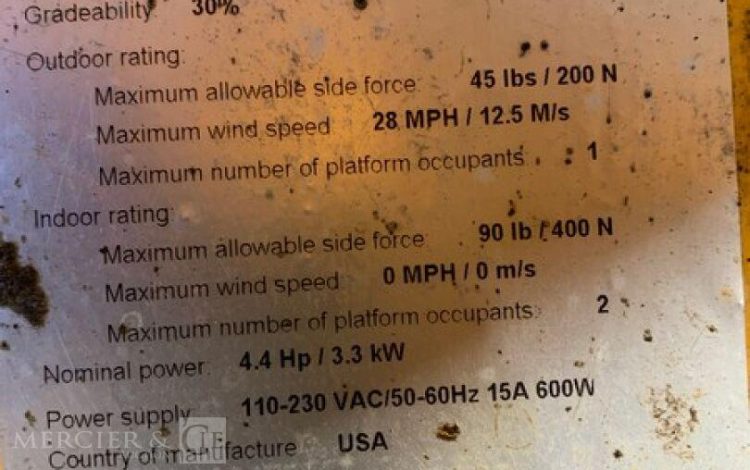 Gradeability: 30%
Outdoor rating:
Maximum allowable side force: 45 lbs / 200 N
Maximum wind speed 28 MPH / 12.5 M/s
Maximum number of platform occupants : 1
Indoor rating:
Maximum allowable side force: 90 lb / 400 N
Maximum wind speed: 0 MPH / 0 m/s
Maximum number of platform occupants: 2
Nominal power: 4.4 Hp / 3.3 kW
Power supply: 110-230 VAC/50-60Hz 15A 600W
Country of manufacture USA
MERCIER & CIE